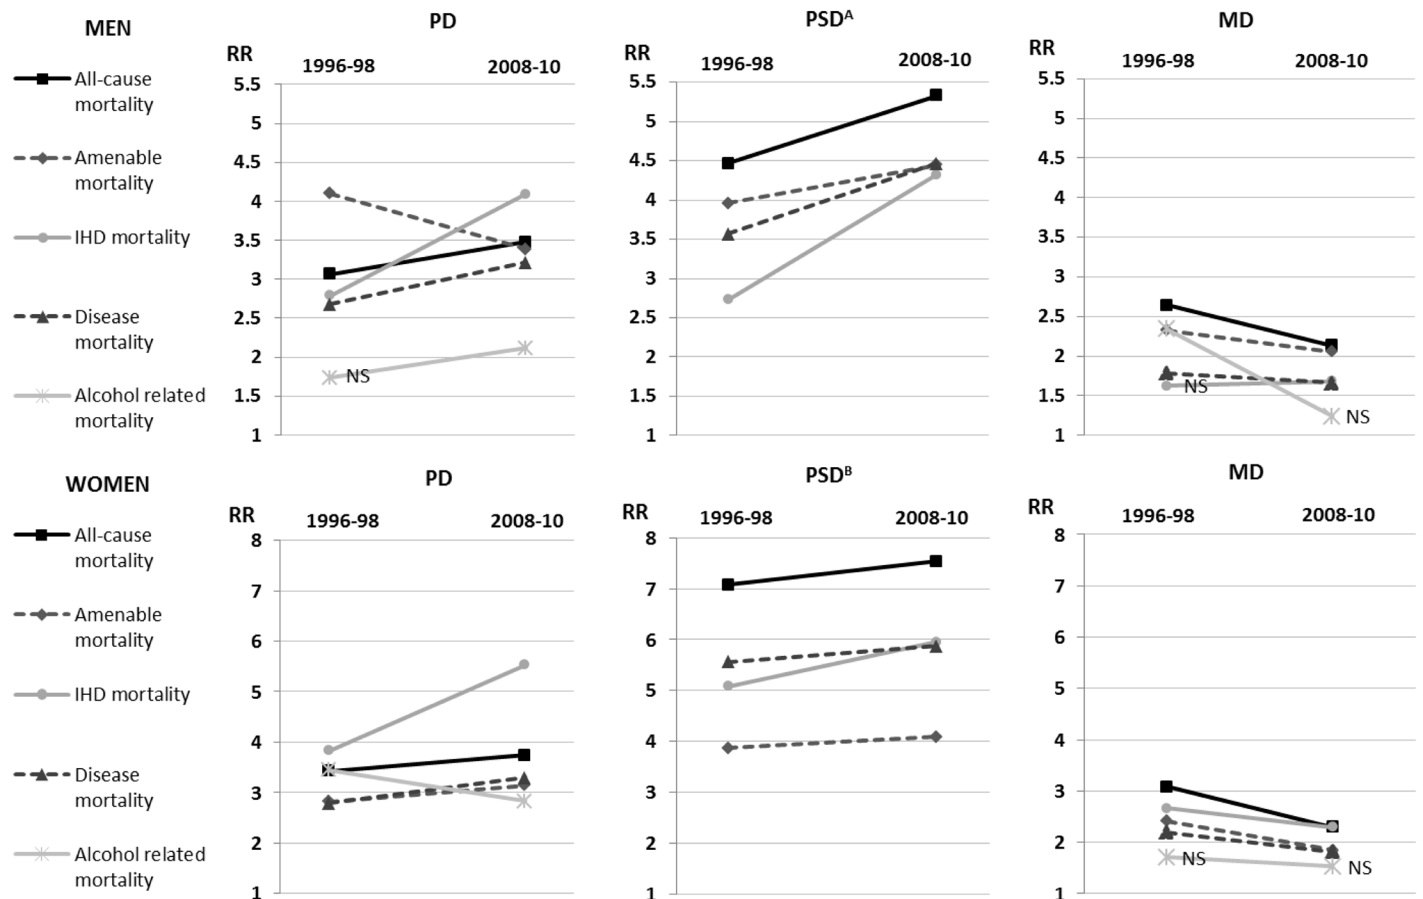 MEN
All-cause
mortality
Amenable
mortality
IHD mortality
Disease
mortality
Alcohol related
mortality
PD
RR
1996-98
2008-10
5.5
5
4.5
4
3.5
3
2.5
2
1.5
1
NS
PSDᴬ
RR
1996-98
2008-10
5.5
5
4.5
4
3.5
3
2.5
2
1.5
1
MD
RR
1996-98
2008-10
5.5
5
4.5
4
3.5
3
2.5
2
1.5
1
NS
NS
WOMEN
All-cause
mortality
Amenable
mortality
IHD mortality
Disease
mortality
Alcohol related
mortality
PD
RR
1996-98
2008-10
8
7
6
5
4
3
2
1
PSDᴮ
RR
1996-98
2008-10
8
7
6
5
4
3
2
1
MD
RR
1996-98
2008-10
8
7
6
5
4
3
2
1
NS
NS